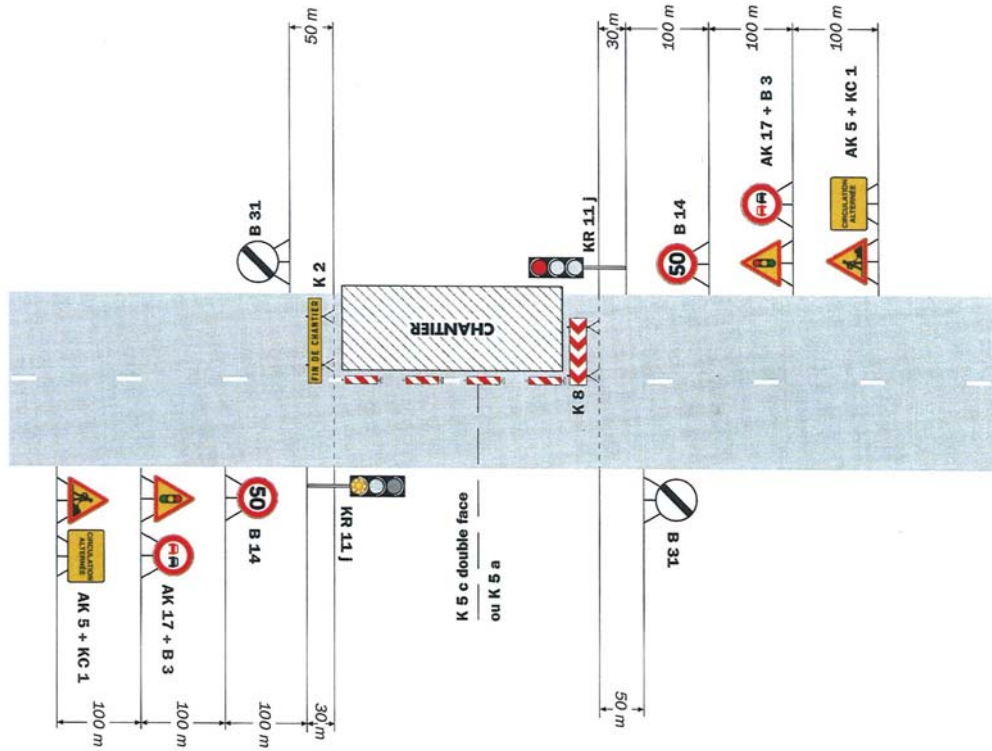 50 m
30 m
100 m
100 m
100 m
B 31
K 2
FIN DE CHANTIER
CHANTIER
KR 11 j
B 14
50
AK 17 + B 3
AK 5 + KC 1
CIRCULATION
ALTERNÉE
K 8
CIRCULATION
ALTERNÉE
AK 5 + KC 1
AK 17 + B 3
50
B 14
KR 11 j
K 5 c double face
ou K 5 a
B 31
100 m
100 m
100 m
30 m
50 m